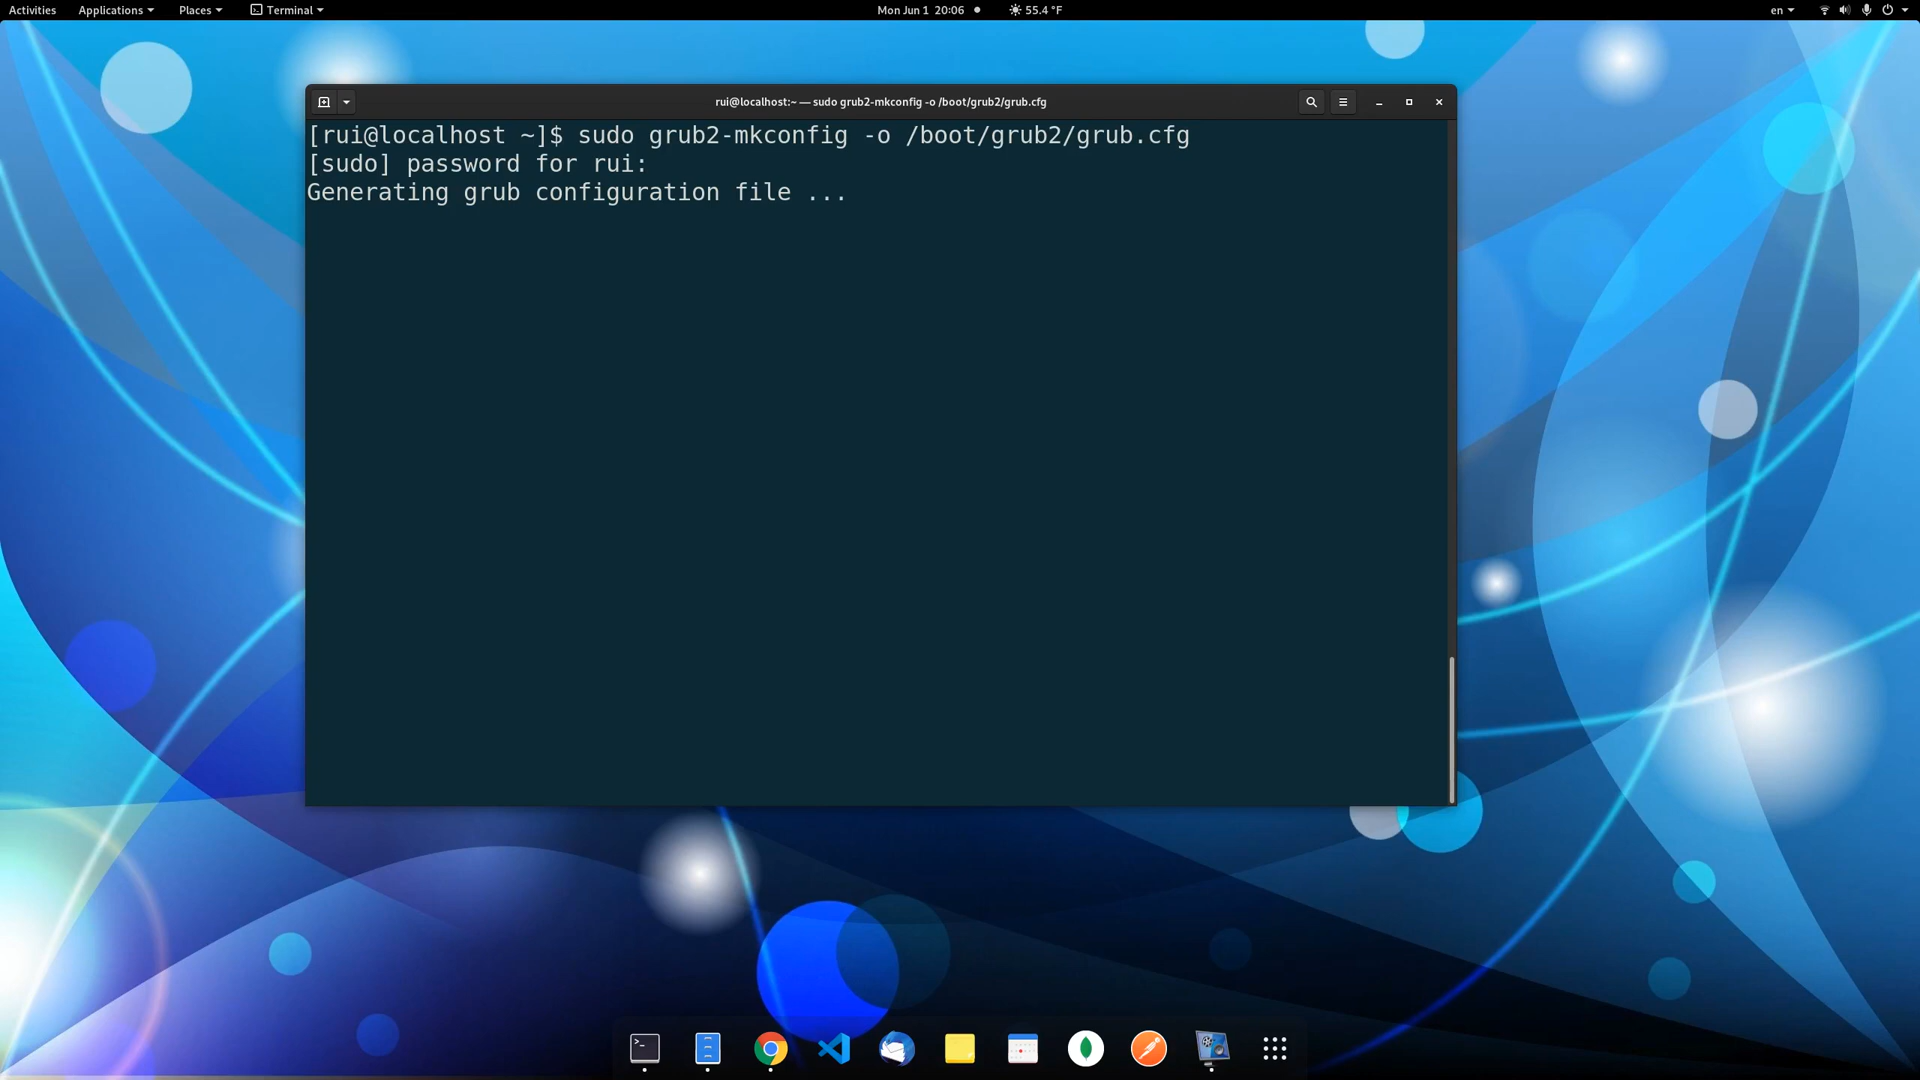 Activities Applications Places Terminal Mon Jun 1 20:06 55.4 °F en
rui@localhost:~ — sudo grub2-mkconfig -o /boot/grub2/grub.cfg
[rui@localhost ~]$ sudo grub2-mkconfig -o /boot/grub2/grub.cfg
[sudo] password for rui:
Generating grub configuration file ...